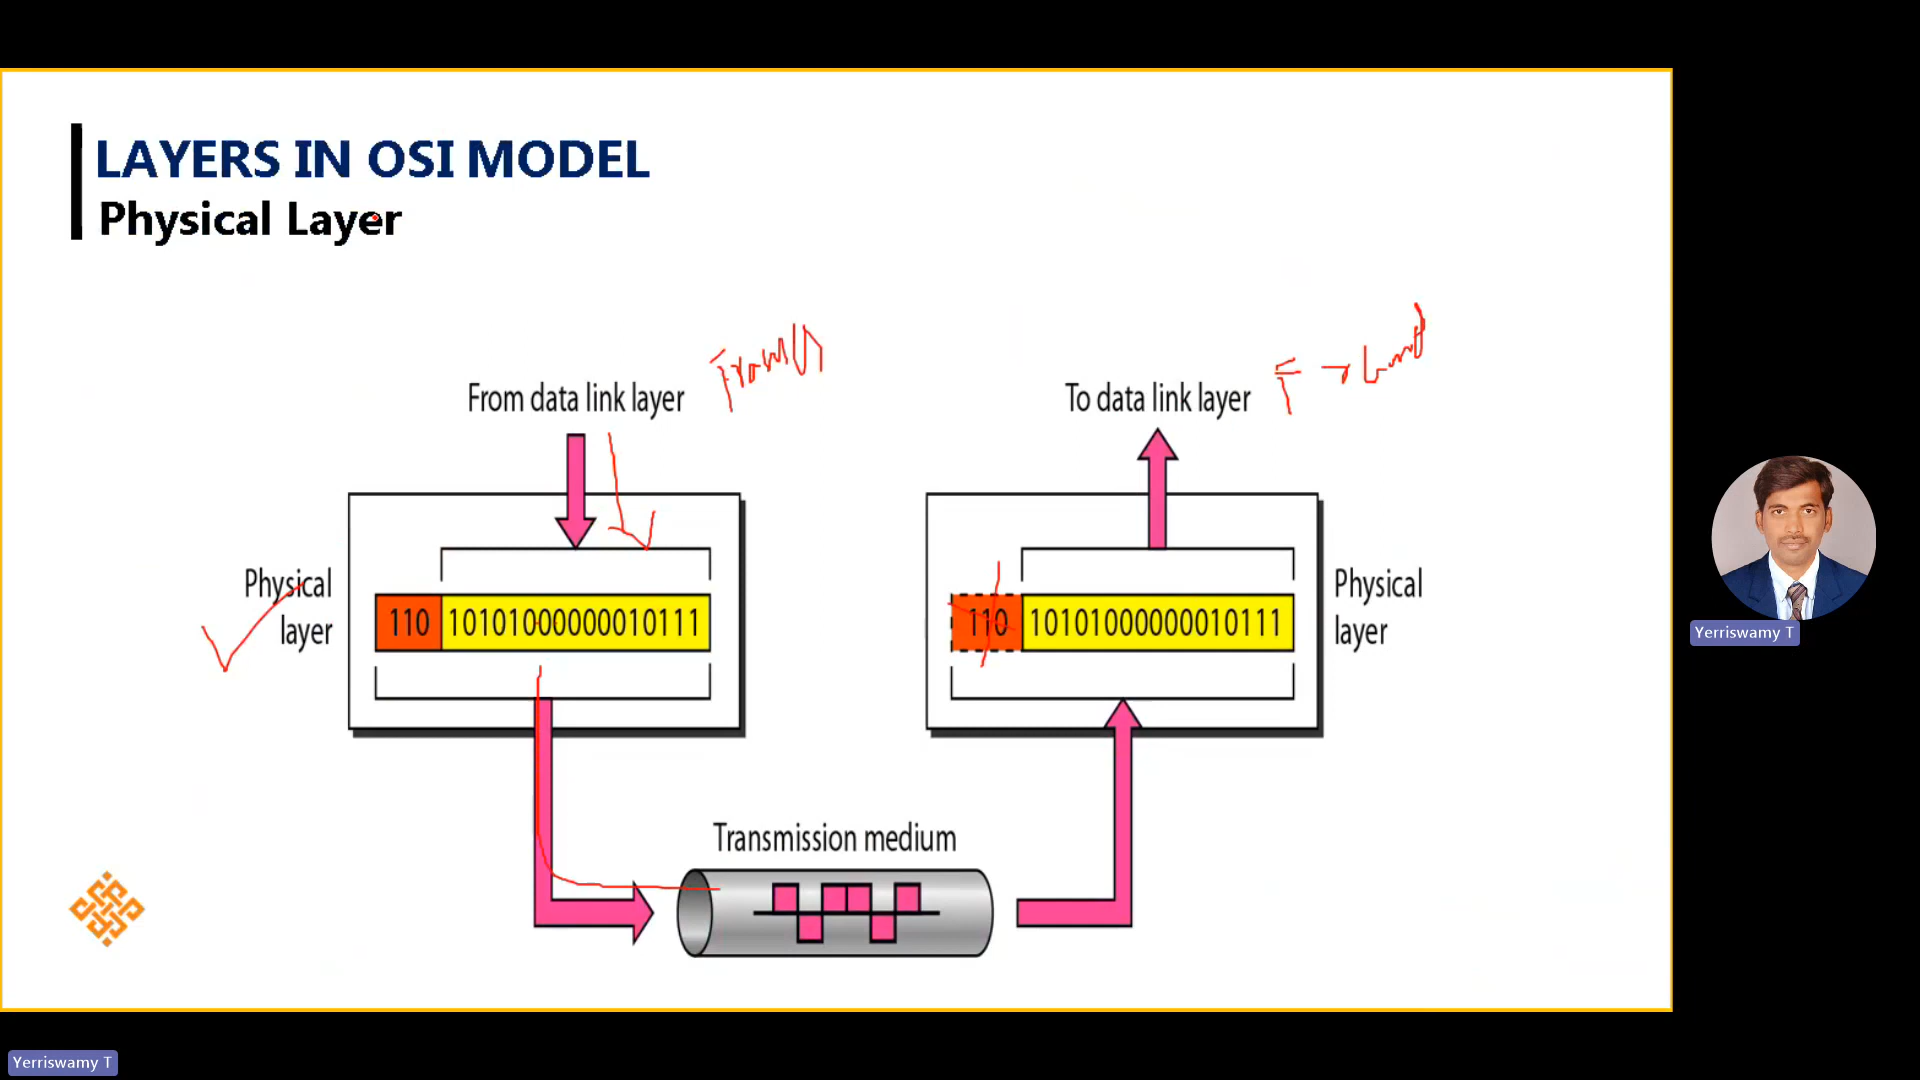 LAYERS IN OSI MODEL
Physical Layer
From data link layer
To data link layer
F →
Physical
layer
110 10101000000010111
110 10101000000010111
Physical
layer
Transmission medium
Yerriswamy T
Yerriswamy T